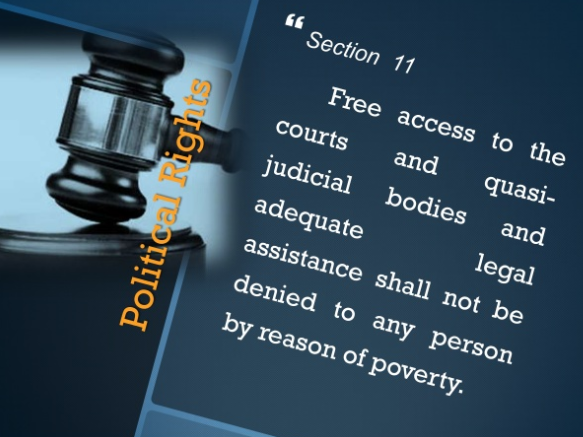 Political Rights
“
Section 11
Free access to the
courts and quasi-
judicial bodies and
adequate legal
assistance shall not be
denied to any person
by reason of poverty.